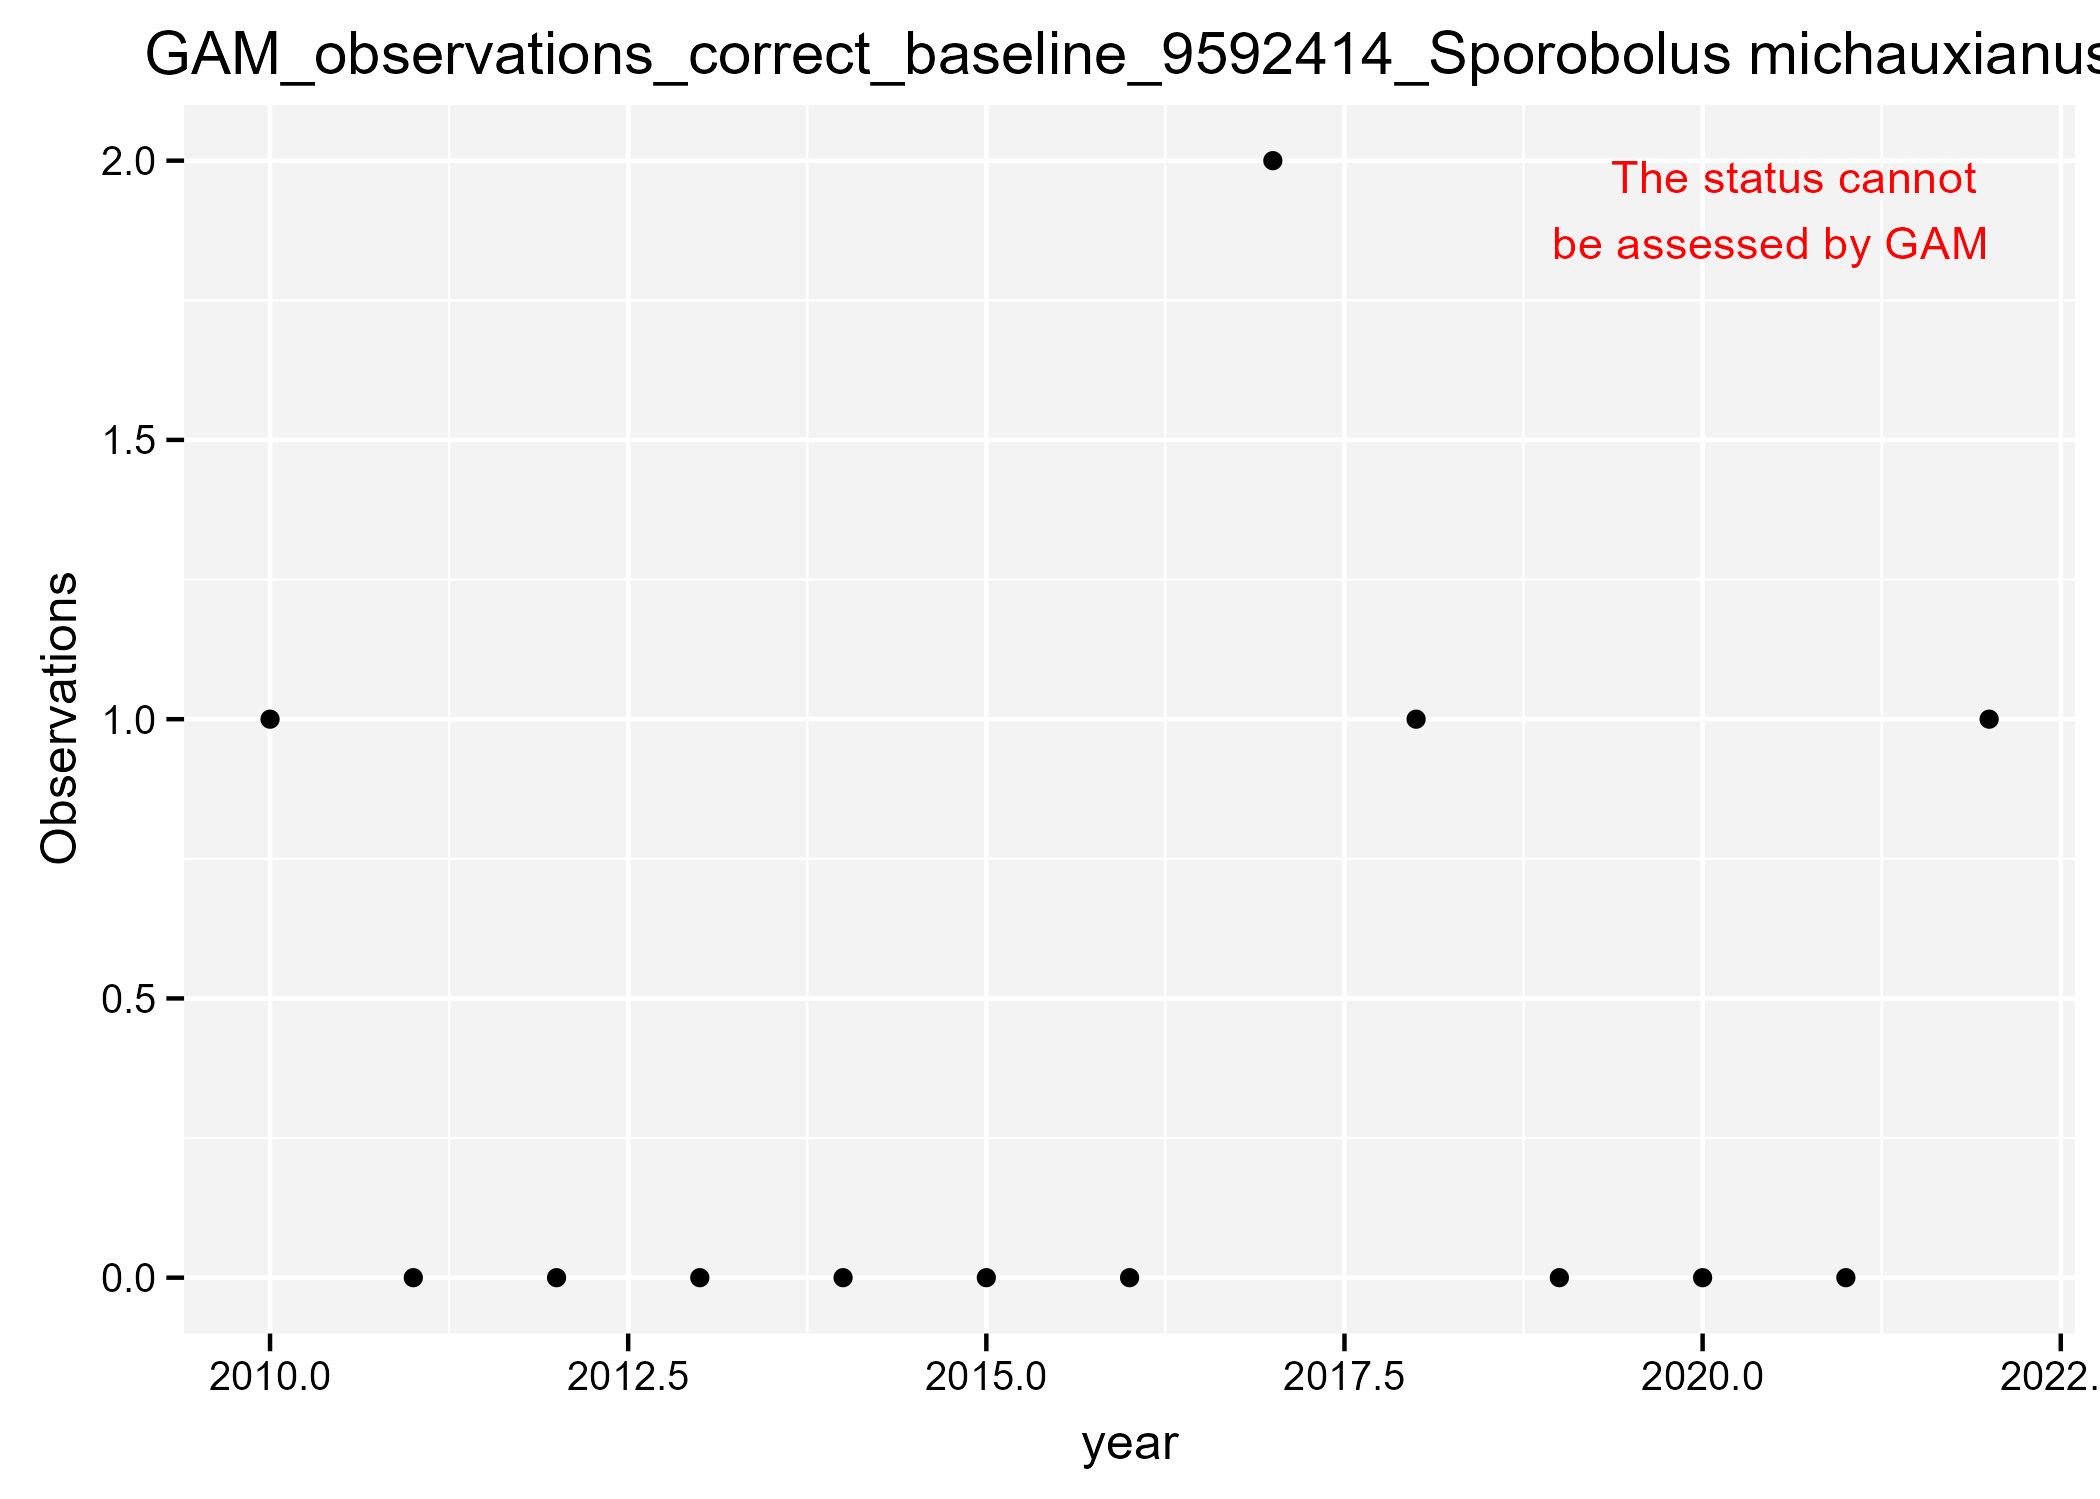 GAM_observations_correct_baseline_9592414_Sporobolus michauxianus
The status cannot
be assessed by GAM
Observations
2.0
1.5
1.0
0.5
0.0
2010.0 2012.5 2015.0 2017.5 2020.0 2022.
year